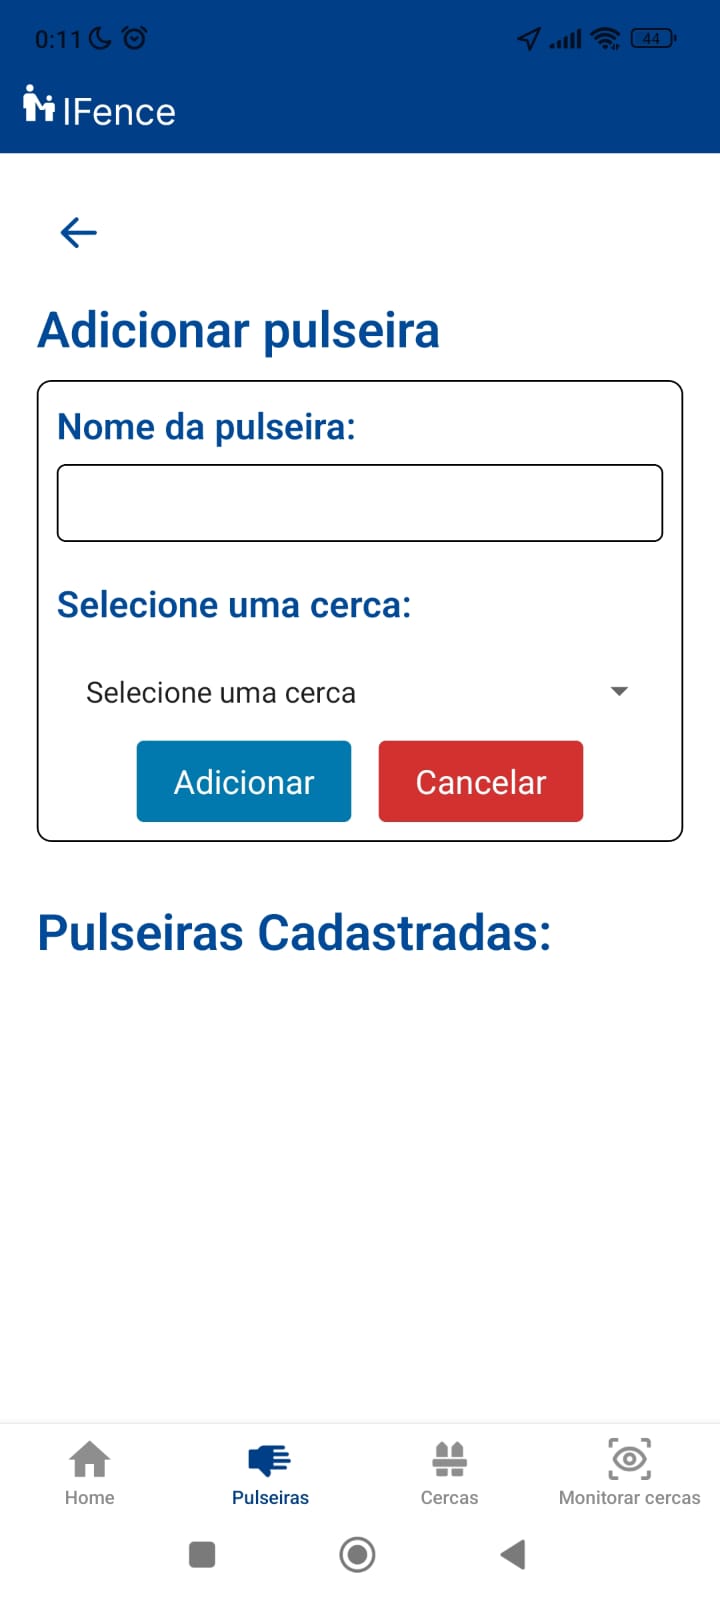 0:11
44
IFence
Adicionar pulseira
Nome da pulseira:
Selecione uma cerca:
Selecione uma cerca
Adicionar
Cancelar
Pulseiras Cadastradas:
Home
Pulseiras
Cercas
Monitorar cercas